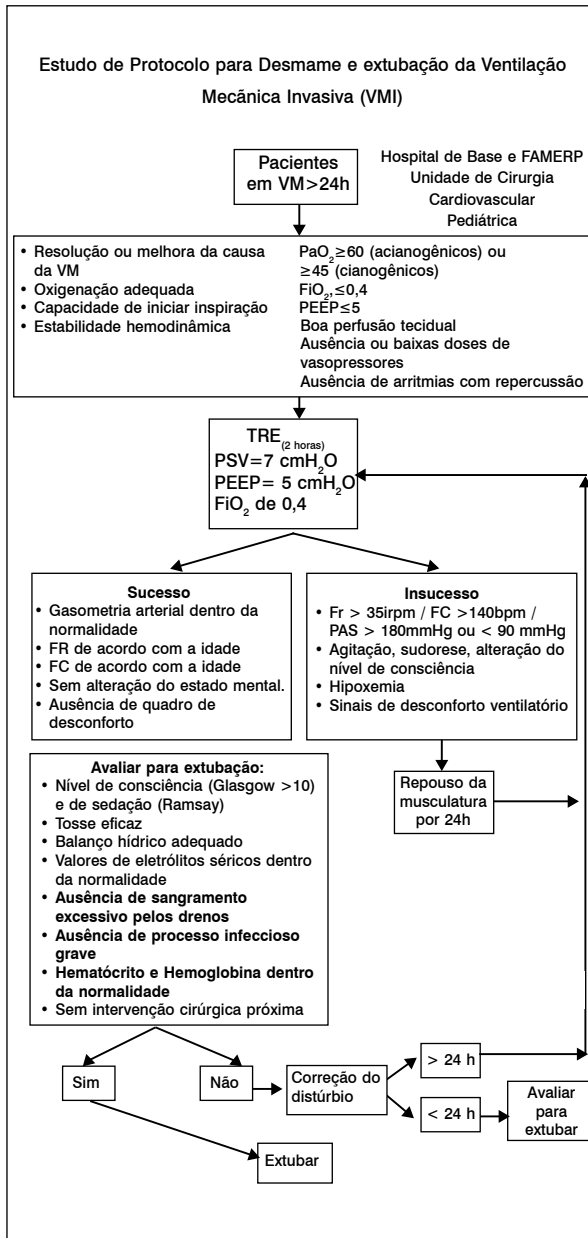 Estudo de Protocolo para Desmame e extubação da Ventilação
Mecânica Invasiva (VMI)
Pacientes
em VM>24h
Hospital de Base e FAMERP
Unidade de Cirurgia
Cardiovascular
Pediátrica
• Resolução ou melhora da causa
da VM
• Oxigenação adequada
• Capacidade de iniciar inspiração
• Estabilidade hemodinâmica
PaO2≥60 (acianogênicos) ou
≥45 (cianogênicos)
FiO2,≤0,4
PEEP≤5
Boa perfusão tecidual
Ausência ou baixas doses de
vasopressores
Ausência de arritmias com repercussão
TRE(2 horas)
PSV=7 cmH2O
PEEP= 5 cmH2O
FiO2 de 0,4
Sucesso
• Gasometria arterial dentro da
normalidade
• FR de acordo com a idade
• FC de acordo com a idade
• Sem alteração do estado mental.
• Ausência de quadro de
desconforto
Insucesso
• Fr > 35irpm / FC >140bpm /
PAS > 180mmHg ou < 90 mmHg
• Agitação, sudorese, alteração do
nível de consciência
• Hipoxemia
• Sinais de desconforto ventilatório
Avaliar para extubação:
• Nível de consciência (Glasgow >10)
e de sedação (Ramsay)
• Tosse eficaz
• Balanço hídrico adequado
• Valores de eletrólitos séricos dentro
da normalidade
• Ausência de sangramento
excessivo pelos drenos
• Ausência de processo infeccioso
grave
• Hematócrito e Hemoglobina dentro
da normalidade
• Sem intervenção cirúrgica próxima
Repouso da
musculatura
por 24h
Sim
Não
Correção do
distúrbio
> 24 h
< 24 h
Avaliar
para
extubar
Extubar